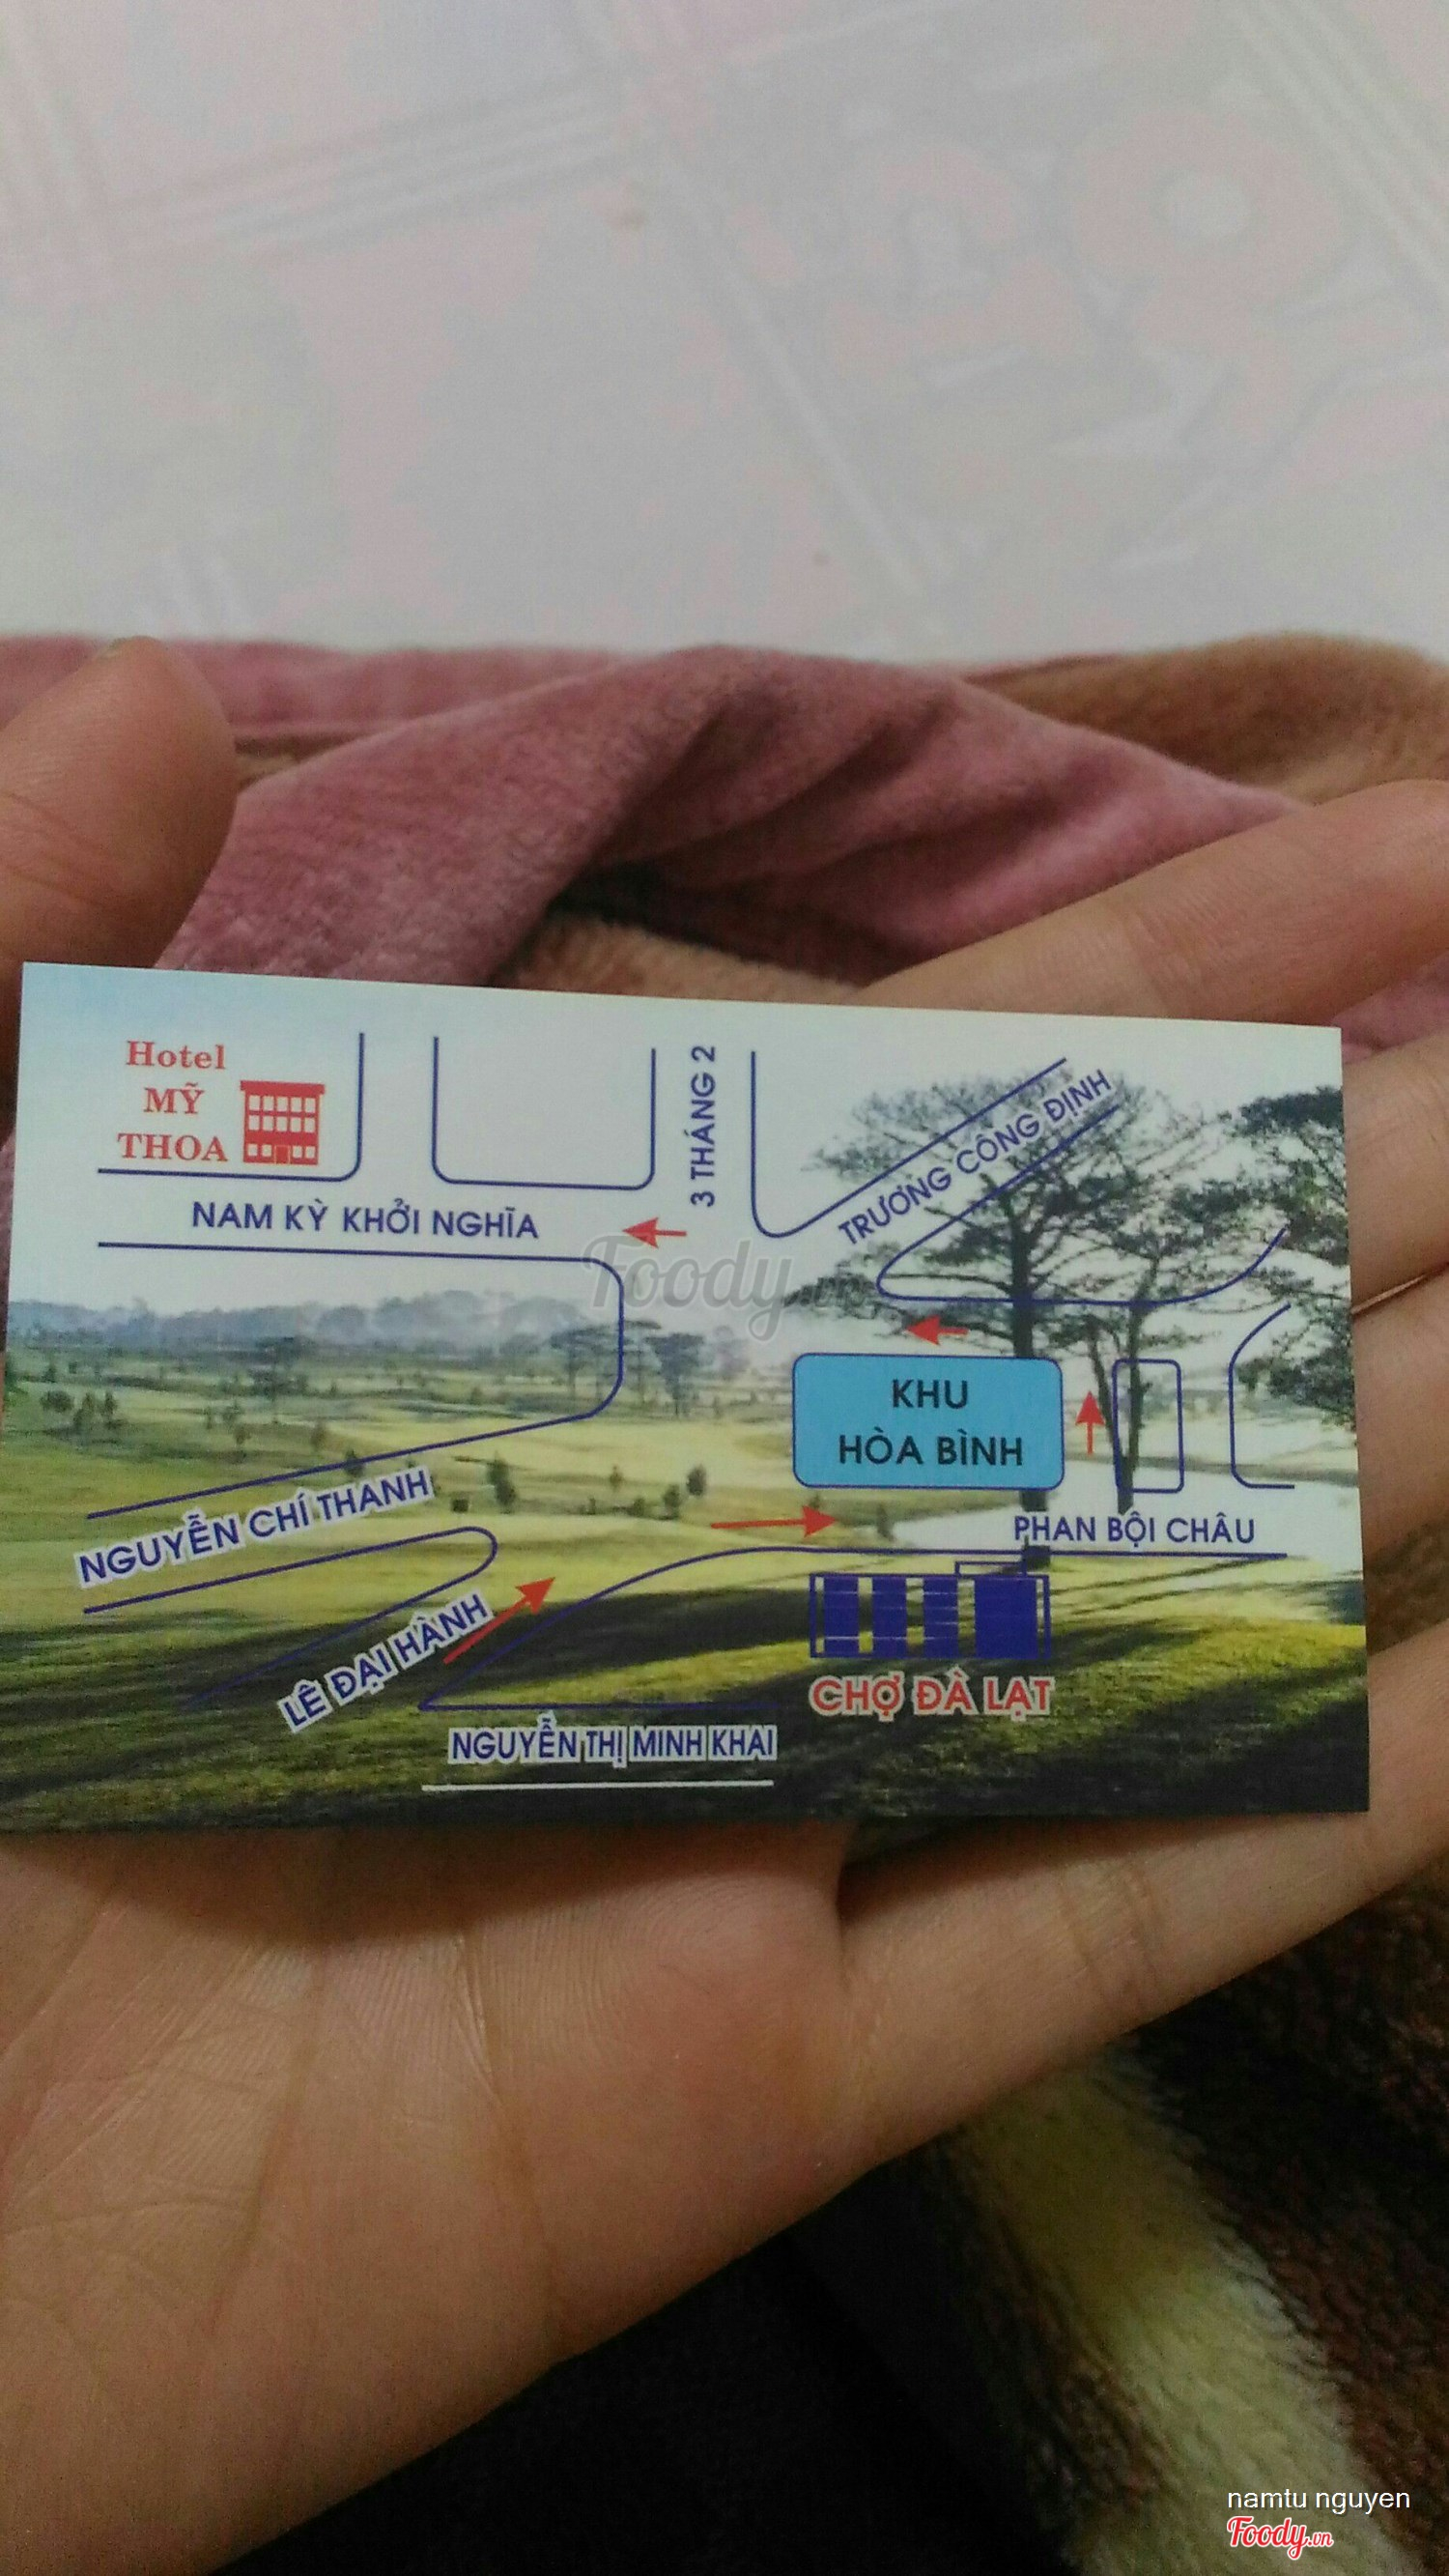 Hotel
MỸ
THOA
3 THÁNG 2
TRƯƠNG CÔNG ĐỊNH
NAM KỲ KHỞI NGHĨA
Foody.vn
KHU
HÒA BÌNH
NGUYỄN CHÍ THANH
PHAN BỘI CHÂU
LÊ ĐẠI HÀNH
CHỢ ĐÀ LẠT
NGUYỄN THỊ MINH KHAI
namtu nguyen
Foody.vn